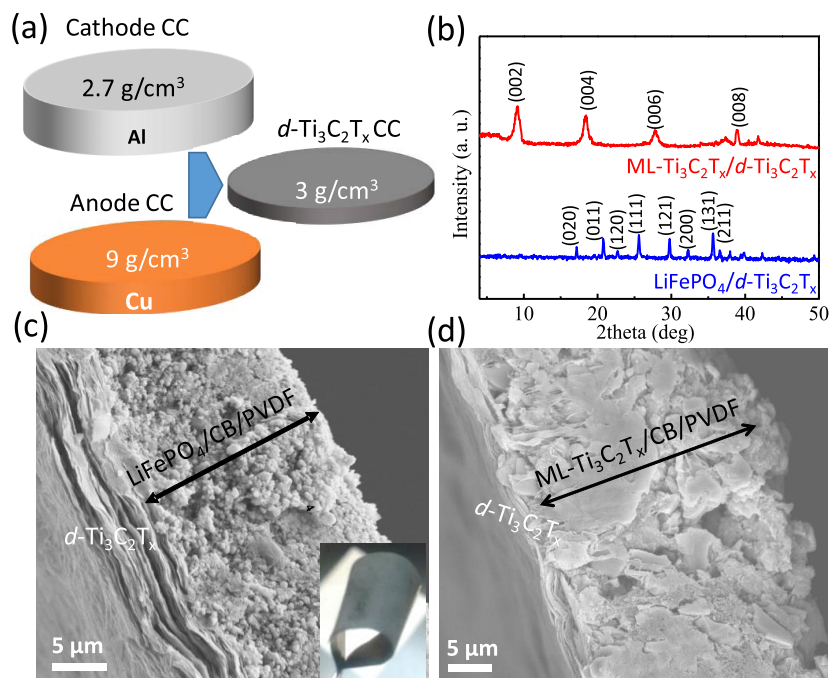 (a)
Cathode CC
2.7 g/cm³
Al
d-Ti₃C₂Tₓ CC
3 g/cm³
Anode CC
9 g/cm³
Cu
(b)
Intensity (a. u.)
(002)
(004)
(006)
(008)
ML-Ti₃C₂Tₓ/d-Ti₃C₂Tₓ
(020)
(011)
(120)
(111)
(121)
(200)
(131)
(211)
LiFePO₄/d-Ti₃C₂Tₓ
10 20 30 40 50
2theta (deg)
(c)
LiFePO₄/CB/PVDF
d-Ti₃C₂Tₓ
5 μm
(d)
ML-Ti₃C₂Tₓ/CB/PVDF
d-Ti₃C₂Tₓ
5 μm